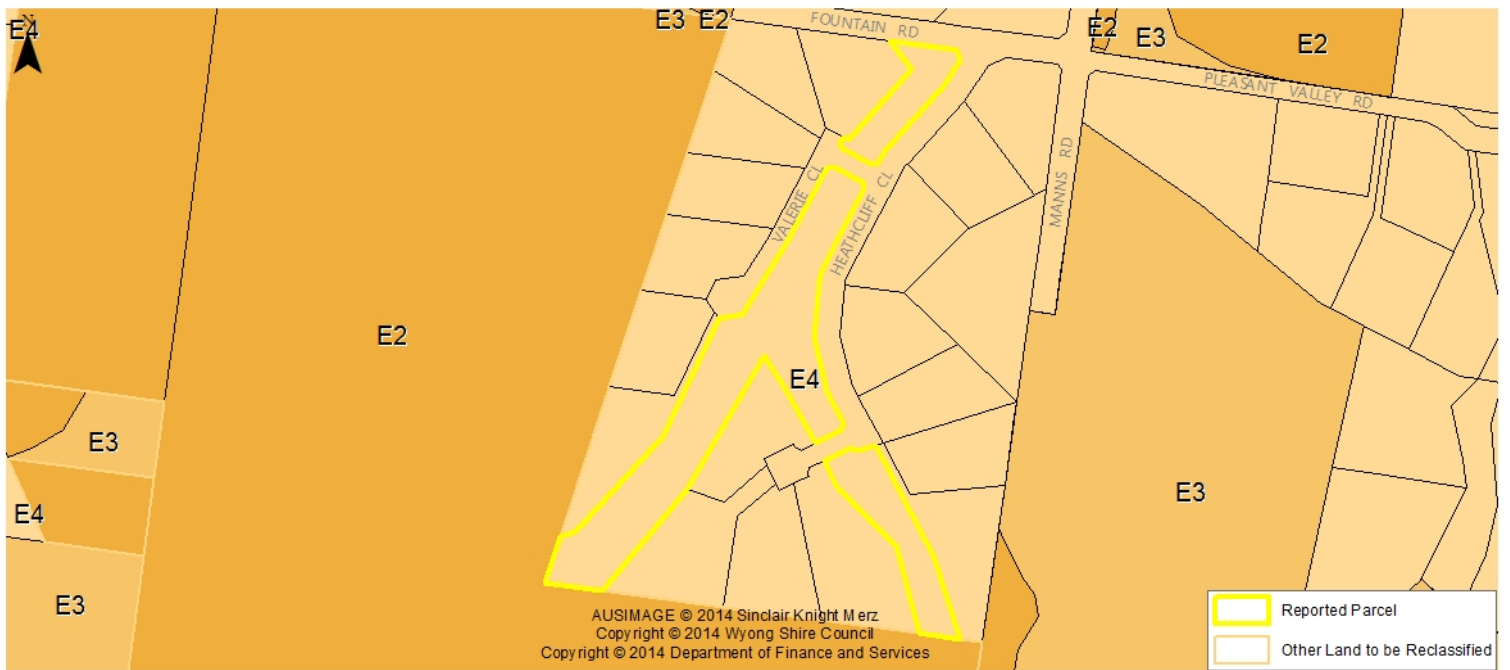 E4
N
E3 E2
FOUNTAIN RD
E2
E3
E2
PLEASANT VALLEY RD
MANNS RD
VALERIE CL
HEATHCLIFF CL
E2
E4
E3
E4
E3
E3
AUSIMAGE © 2014 Sinclair Knight Merz
Copyright © 2014 Wyong Shire Council
Copyright © 2014 Department of Finance and Services
Reported Parcel
Other Land to be Reclassified